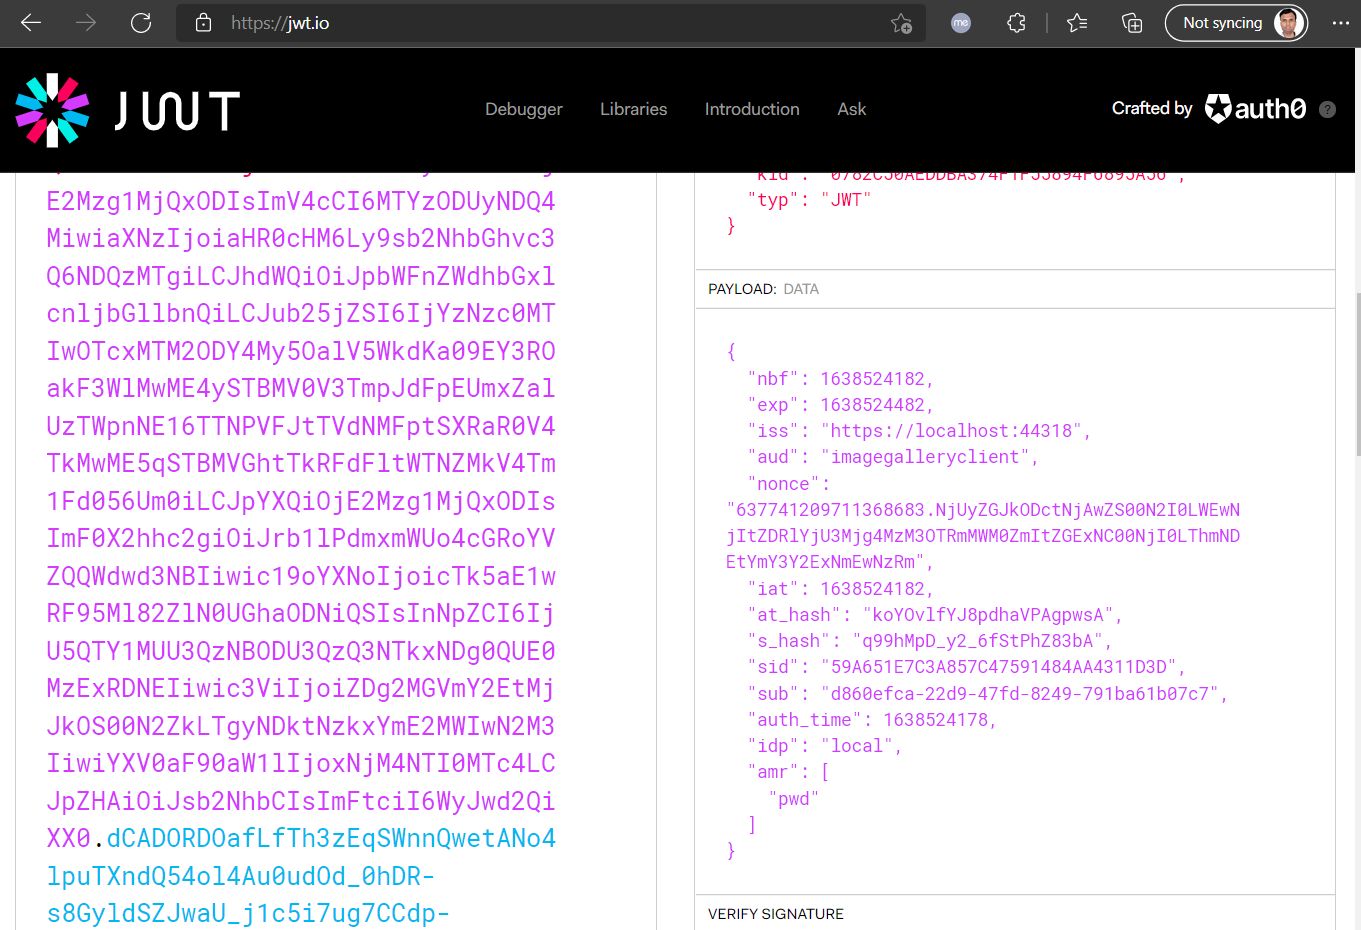 https://jwt.io
me
Not syncing
JWT
Debugger
Libraries
Introduction
Ask
Crafted by auth0 ?
E2Mzg1MjQxODIsImV4cCI6MTYzODUyNDQ4
MiwiaXNzIjoiaHR0cHM6Ly9sb2NhbGhvc3
Q6NDQzMTgiLCJhdWQiOiJpbWFnZWdhbGxl
cnljbGllbnQiLCJub25jZSI6IjYzNzc0MT
IwOTcxMTM2ODY4My5OalV5WkdKa09EY3RO
akF3WlMwME4ySTBMV0V3TmpJdFpEUmxZal
UzTWpnNE16TTNPVFJtTVdNMFptSXRaR0V4
TkMwME5qSTBMVGhtTkRFdFltWTNZMkV4Tm
1Fd056Um0iLCJpYXQiOjE2Mzg1MjQxODIs
ImF0X2hhc2giOiJrb1lPdmxmWUo4cGRoYV
ZQQWdwd3NBIiwic19oYXNoIjoicTk5aE1w
RF95Ml82ZlN0UGhaODNiQSIsInNpZCI6Ij
U5QTY1MUU3QzNBODU3QzQ3NTkxNDg0QUE0
MzExRDNEIiwic3ViIjoiZDg2MGVmY2EtMj
JkOS00N2ZkLTgyNDktNzkxYmE2MWIwN2M3
IiwiYXV0aF90aW1lIjoxNjM4NTI0MTc4LC
JpZHAiOiJsb2NhbCIsImFtciI6WyJwd2Qi
XX0.dCADORDOafLfTh3zEqSWnnQwetANo4
lpuTXndQ54ol4Au0udOd_0hDR-
s8GyldSZJwaU_j1c5i7ug7CCdp-
"typ": "JWT"
}
PAYLOAD: DATA
{
"nbf": 1638524182,
"exp": 1638524482,
"iss": "https://localhost:44318",
"aud": "imagegalleryclient",
"nonce":
"637741209711368683.NjUyZGJkODctNjAwZS00N2I0LWEwN
jItZDRlYjU3Mjg4MzM3OTRmMWM0ZmItZGExNC00NjI0LThmND
EtYmY3Y2ExNmEwNzRm",
"iat": 1638524182,
"at_hash": "koYOvlfYJ8pdhaVPAgpwsA",
"s_hash": "q99hMpD_y2_6fStPhZ83bA",
"sid": "59A651E7C3A857C47591484AA4311D3D",
"sub": "d860efca-22d9-47fd-8249-791ba61b07c7",
"auth_time": 1638524178,
"idp": "local",
"amr": [
"pwd"
]
}
VERIFY SIGNATURE